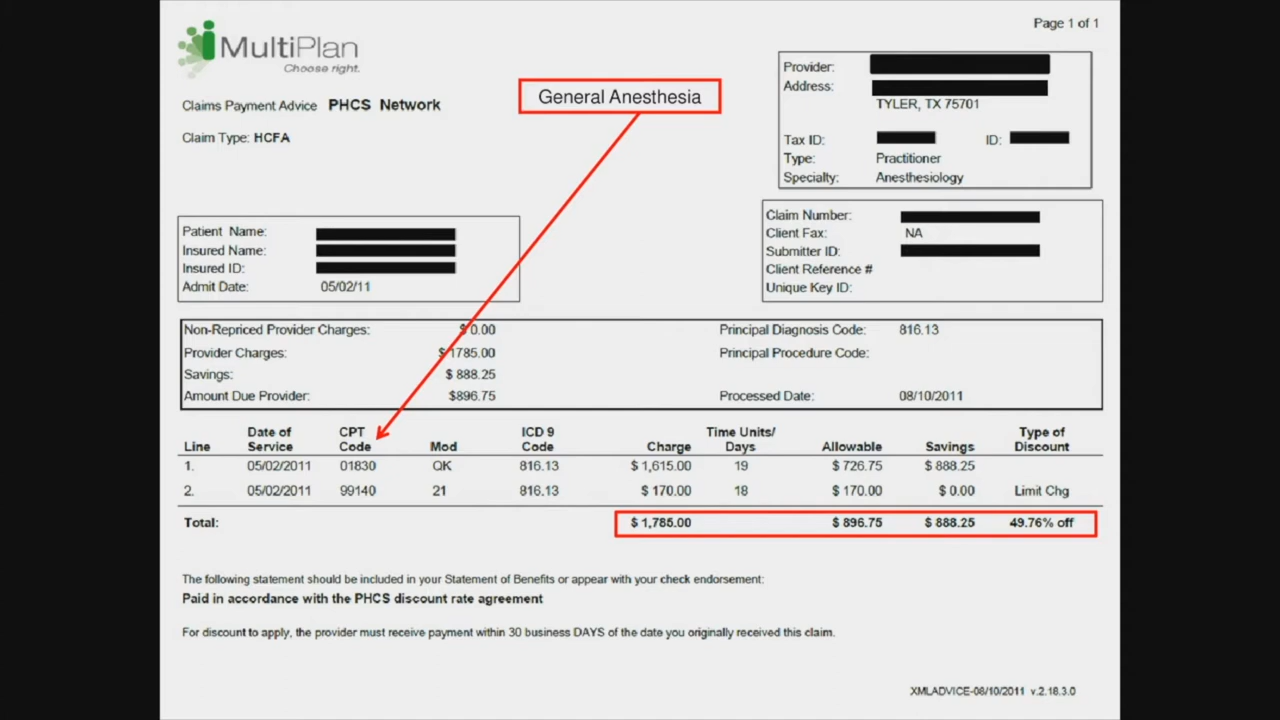 Page 1 of 1
MultiPlan
Choose right.
General Anesthesia
Claims Payment Advice PHCS Network
Claim Type: HCFA
Provider:
Address:
TYLER, TX 75701
Tax ID: ID:
Type: Practitioner
Specialty: Anesthesiology
Patient Name:
Insured Name:
Insured ID:
Admit Date: 05/02/11
Claim Number:
Client Fax: NA
Submitter ID:
Client Reference #
Unique Key ID:
Non-Repriced Provider Charges: $ 0.00 Principal Diagnosis Code: 816.13
Provider Charges: $ 1785.00 Principal Procedure Code:
Savings: $ 888.25
Amount Due Provider: $896.75 Processed Date: 08/10/2011
Date of CPT ICD 9 Time Units/ Type of
Line Service Code Mod Code Charge Days Allowable Savings Discount
1. 05/02/2011 01830 QK 816.13 $ 1,615.00 19 $ 726.75 $ 888.25
2. 05/02/2011 99140 21 816.13 $ 170.00 18 $ 170.00 $ 0.00 Limit Chg
Total: $ 1,785.00 $ 896.75 $ 888.25 49.76% off
The following statement should be included in your Statement of Benefits or appear with your check endorsement:
Paid in accordance with the PHCS discount rate agreement
For discount to apply, the provider must receive payment within 30 business DAYS of the date you originally received this claim.
XMLADVICE-08/10/2011 v.2.18.3.0